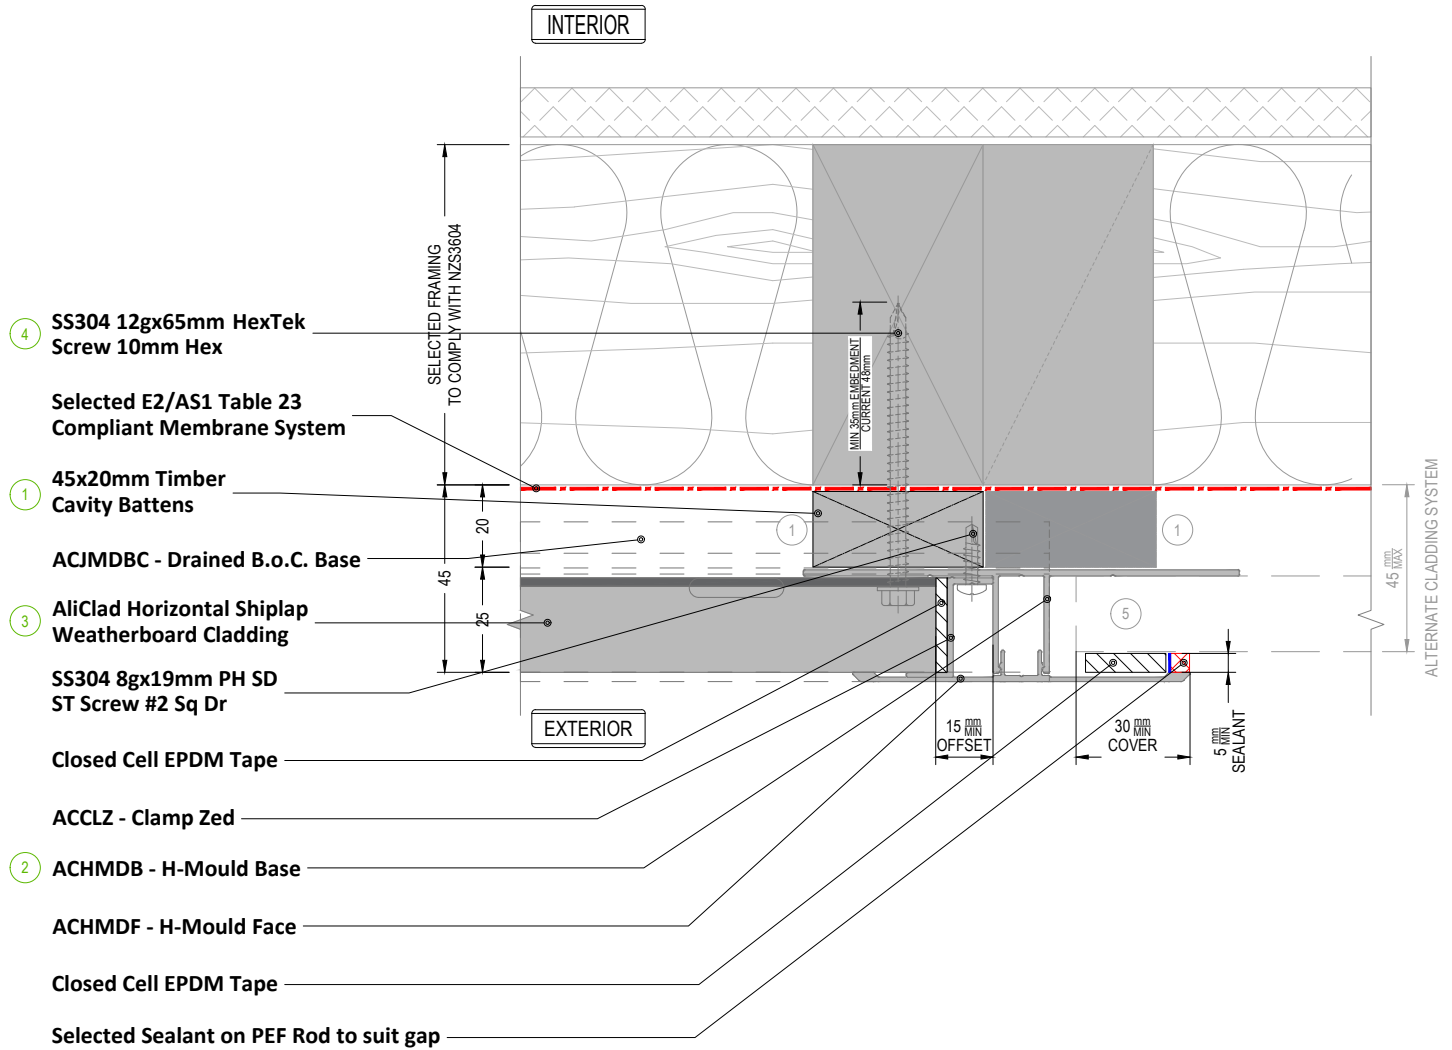 INTERIOR
SELECTED FRAMING
TO COMPLY WITH NZS3604
MIN 35mm EMBEDMENT
CURRENT 48mm
4
SS304 12gx65mm HexTek
Screw 10mm Hex
Selected E2/AS1 Table 23
Compliant Membrane System
1
45x20mm Timber
Cavity Battens
ACJMDBC - Drained B.o.C. Base
3
AliClad Horizontal Shiplap
Weatherboard Cladding
SS304 8gx19mm PH SD
ST Screw #2 Sq Dr
Closed Cell EPDM Tape
ACCLZ - Clamp Zed
2
ACHMDB - H-Mould Base
ACHMDF - H-Mould Face
Closed Cell EPDM Tape
Selected Sealant on PEF Rod to suit gap
20
45
25
1
1
5
EXTERIOR
15 mm MIN
OFFSET
30 mm MIN
COVER
5 mm MIN
SEALANT
45 mm MAX
ALTERNATE CLADDING SYSTEM